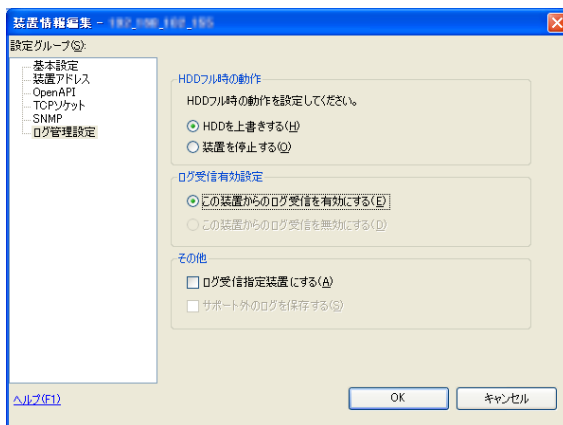 装置情報編集 -
設定グループ(S):
基本設定
装置アドレス
OpenAPI
TCPソケット
SNMP
ログ管理設定
HDDフル時の動作
HDDフル時の動作を設定してください。
HDDを上書きする(H)
装置を停止する(O)
ログ受信有効設定
この装置からのログ受信を有効にする(E)
この装置からのログ受信を無効にする(D)
その他
ログ受信指定装置にする(A)
サポート外のログを保存する(S)
ヘルプ(F1)
OK
キャンセル